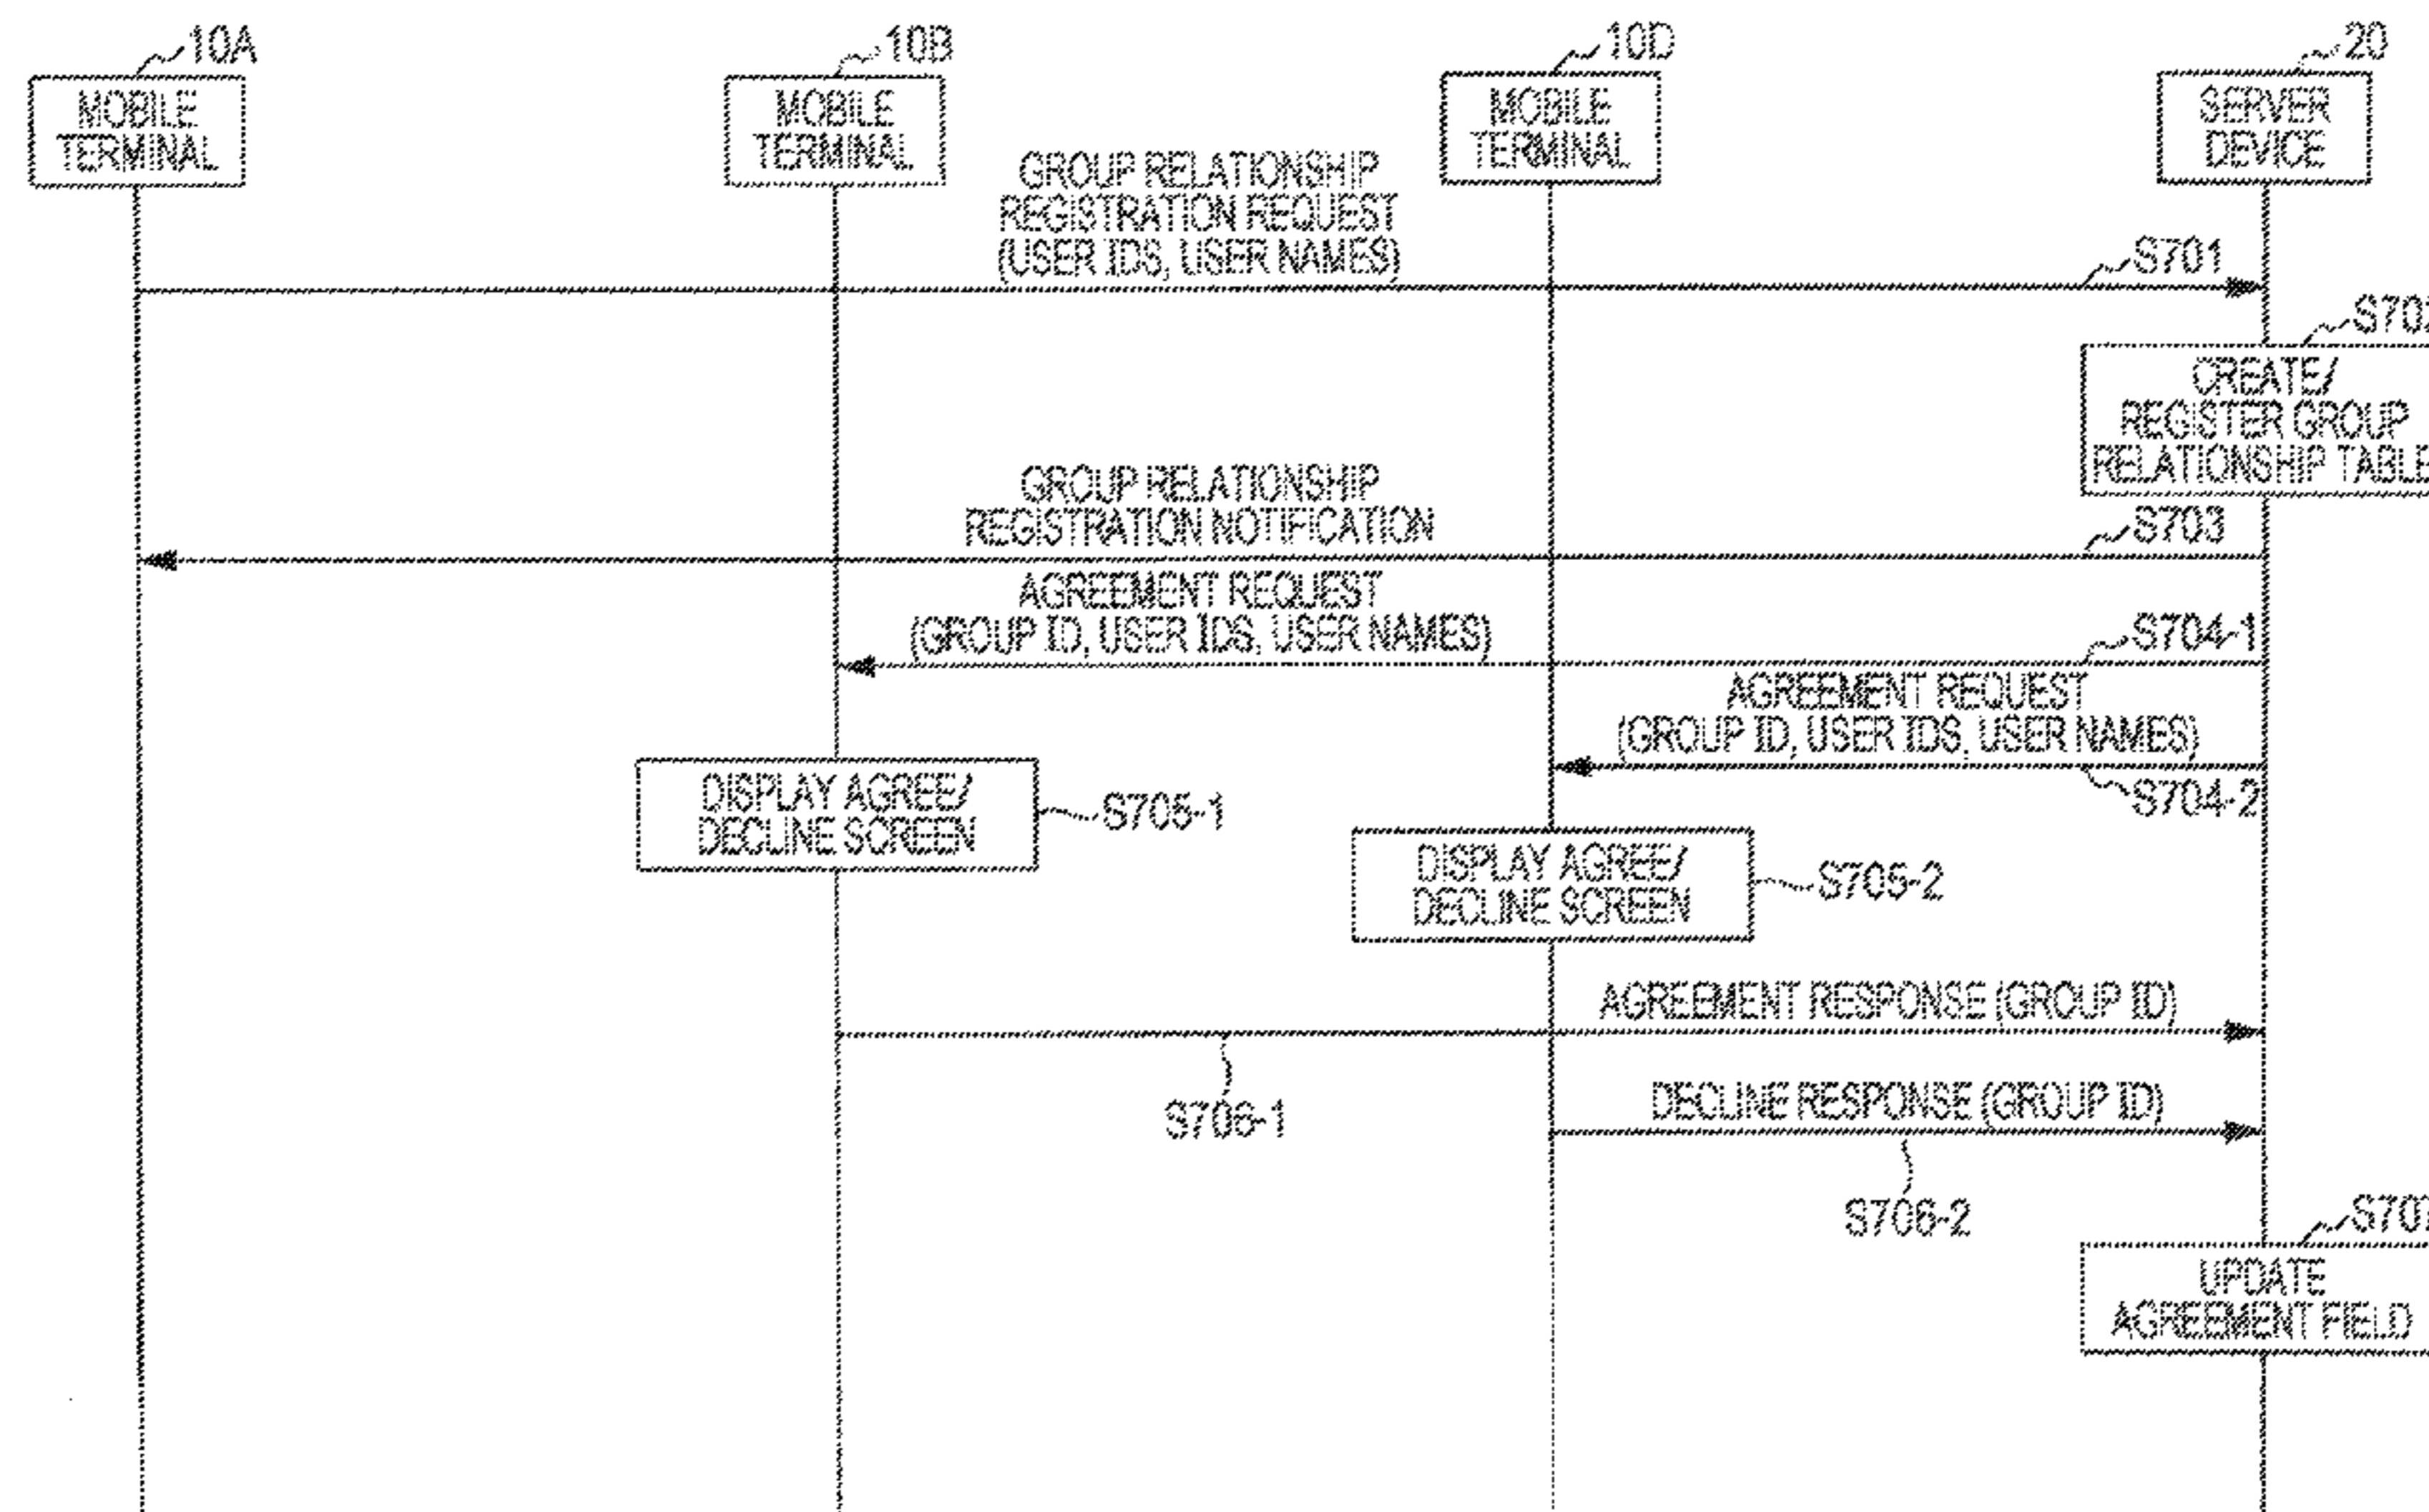 10A
10B
10D
20
MOBILE
TERMINAL
MOBILE
TERMINAL
MOBILE
TERMINAL
SERVER
DEVICE
GROUP RELATIONSHIP
REGISTRATION REQUEST
(USER IDS, USER NAMES)
S701
S702
CREATE/
REGISTER GROUP
RELATIONSHIP TABLE
GROUP RELATIONSHIP
REGISTRATION NOTIFICATION
S703
AGREEMENT REQUEST
(GROUP ID, USER IDS, USER NAMES)
S704-1
AGREEMENT REQUEST
(GROUP ID, USER IDS, USER NAMES)
S704-2
DISPLAY AGREE/
DECLINE SCREEN
S705-1
DISPLAY AGREE/
DECLINE SCREEN
S705-2
AGREEMENT RESPONSE (GROUP ID)
S706-1
DECLINE RESPONSE (GROUP ID)
S706-2
S707
UPDATE
AGREEMENT FIELD